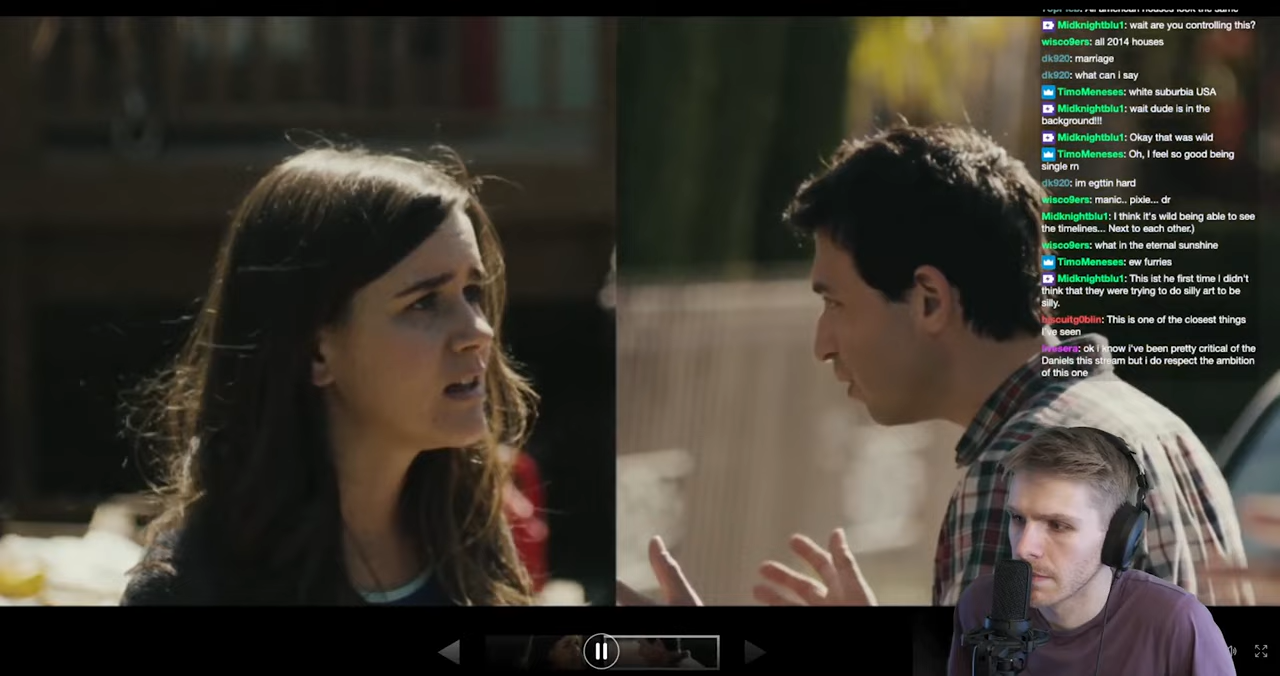 Midknightblu1: wait are you controlling this?
wisco9ers: all 2014 houses
dk920: marriage
dk920: what can i say
TimoMeneses: white suburbia USA
Midknightblu1: wait dude is in the
background!!!
Midknightblu1: Okay that was wild
TimoMeneses: Oh, I feel so good being
single rn
dk920: im egttin hard
wisco9ers: manic.. pixie... dr
Midknightblu1: I think it's wild being able to see
the timelines... Next to each other.)
wisco9ers: what in the eternal sunshine
TimoMeneses: ew furries
Midknightblu1: This ist he first time I didn't
think that they were trying to do silly art to be
silly.
biscuitg0blin: This is one of the closest things
I've seen
ok i know i've been pretty critical of the
Daniels this stream but i do respect the ambition
of this one